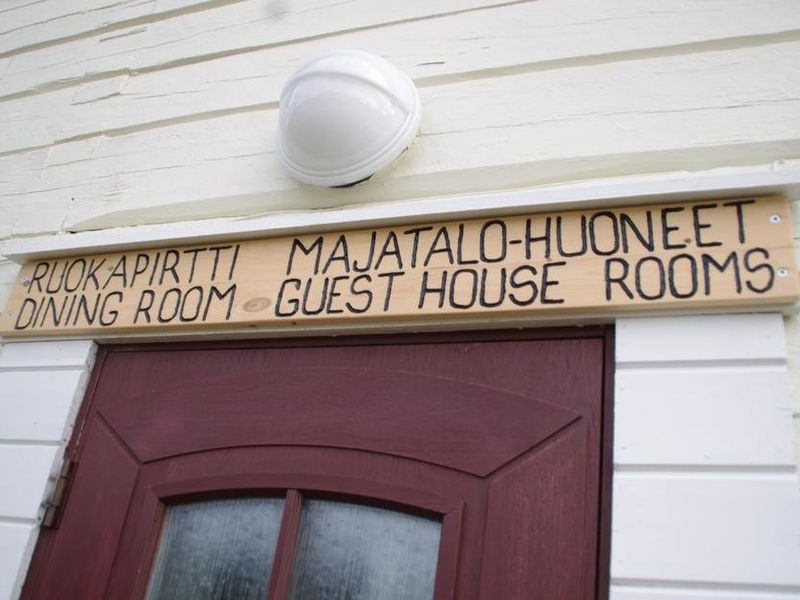 RUOKAPIRTTI MAJATALO-HUONEET
DINING ROOM GUEST HOUSE ROOMS